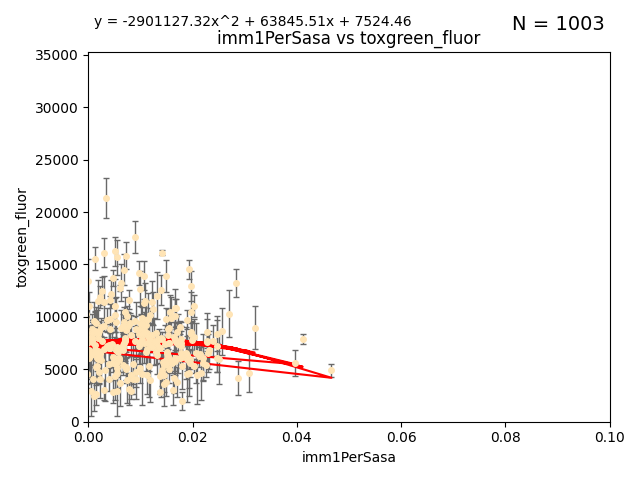 y = -2901127.32x^2 + 63845.51x + 7524.46
N = 1003
imm1PerSasa vs toxgreen_fluor
35000
30000
25000
20000
15000
10000
5000
0
toxgreen_fluor
0.00 0.02 0.04 0.06 0.08 0.10
imm1PerSasa